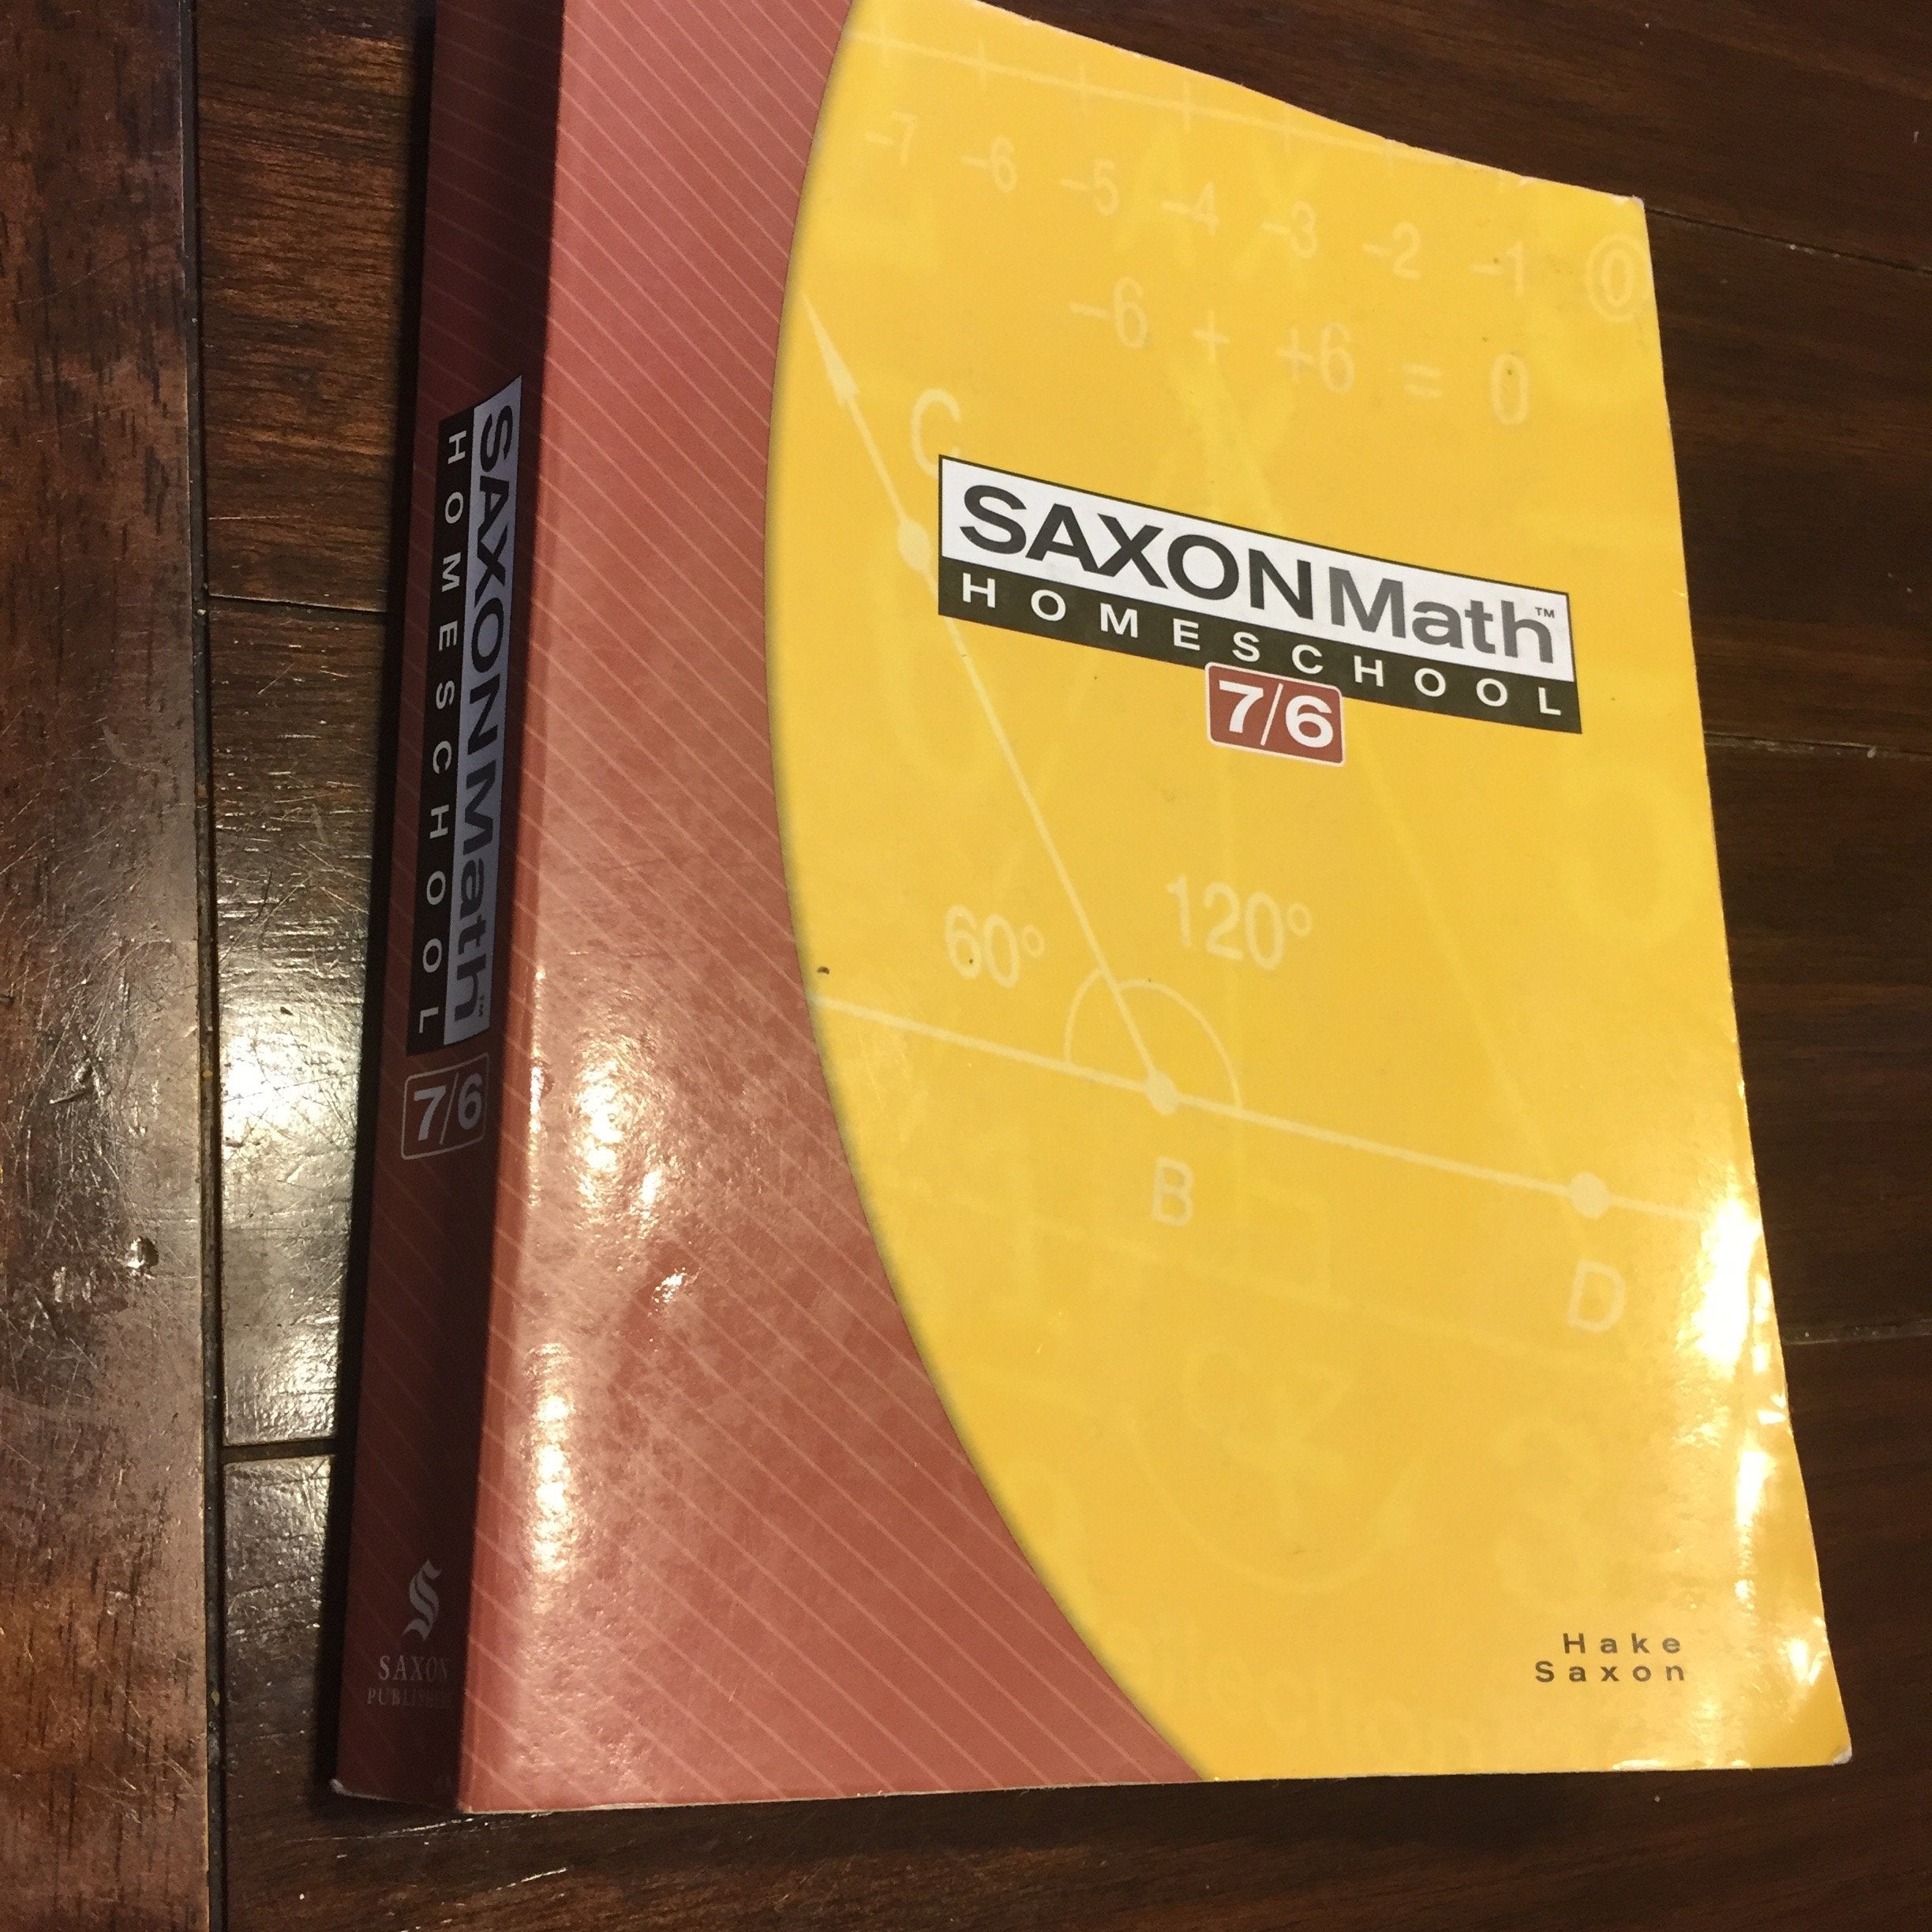 -7 -6 -5 -4 -3 -2 -1 0
-6 + +6 = 0
C
SAXON Math™
HOMESCHOOL
7/6
60° 120°
B
D
Hake
Saxon
SAXON Math™
HOMESCHOOL
7/6
S
SAXON